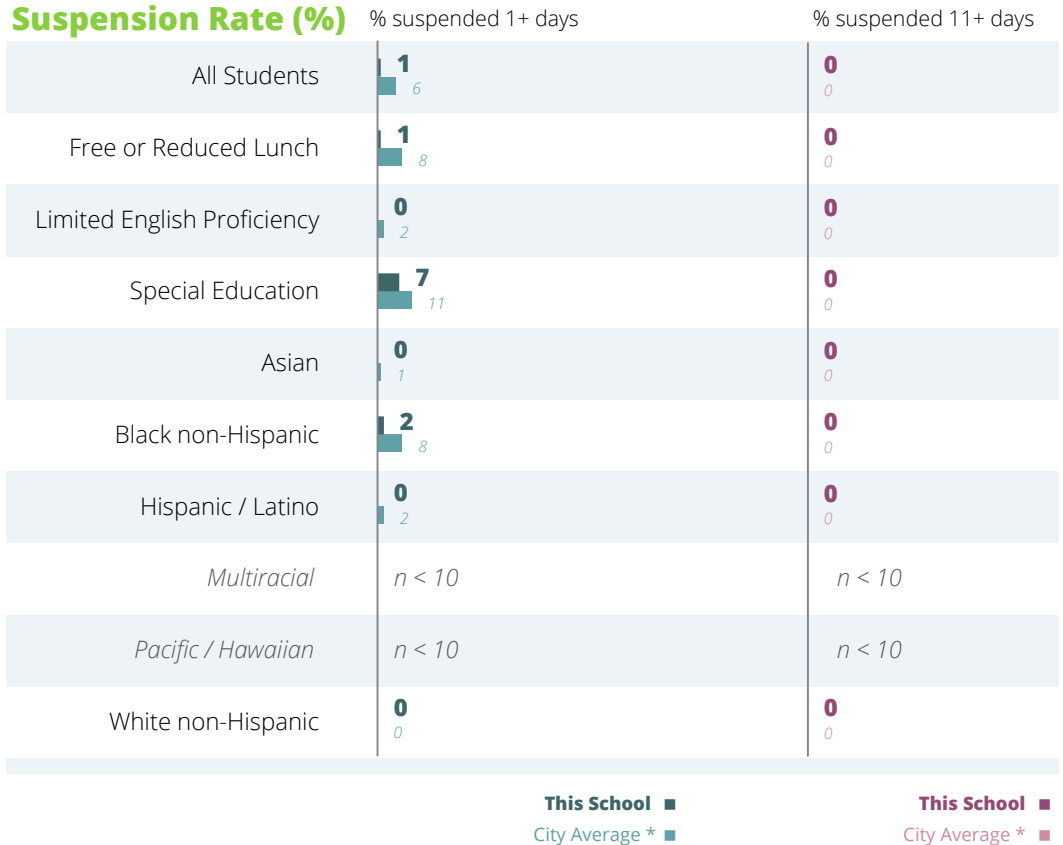 Suspension Rate (%) % suspended 1+ days % suspended 11+ days
All Students 1 0
6 0
Free or Reduced Lunch 1 0
8 0
Limited English Proficiency 0 0
2 0
Special Education 7 0
11 0
Asian 0 0
1 0
Black non-Hispanic 2 0
8 0
Hispanic / Latino 0 0
2 0
Multiracial n < 10 n < 10
Pacific / Hawaiian n < 10 n < 10
White non-Hispanic 0 0
0 0
This School This School
City Average * City Average *